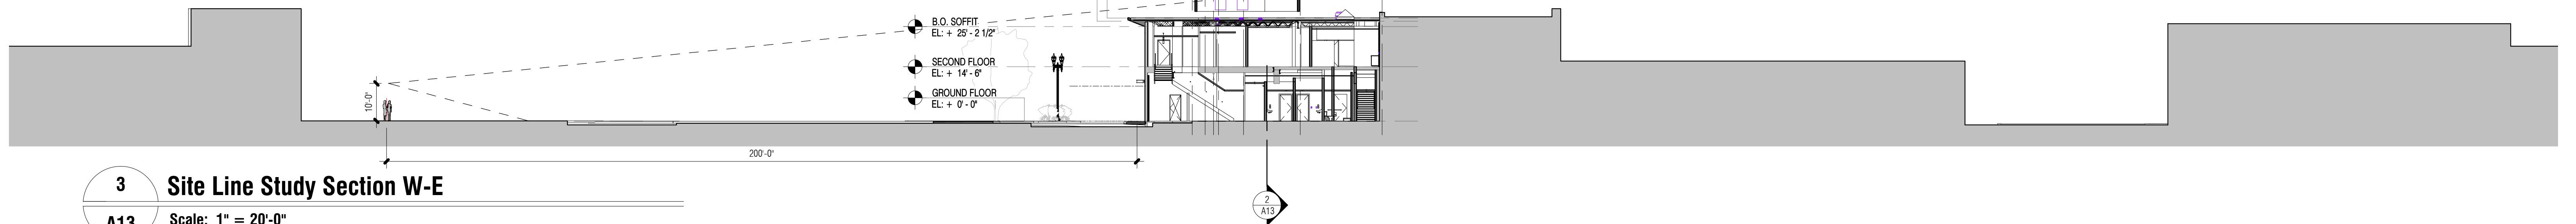 B.O. SOFFIT
EL: + 25' - 2 1/2"
SECOND FLOOR
EL: + 14' - 6"
GROUND FLOOR
EL: + 0' - 0"
10'-0"
200'-0"
3
Site Line Study Section W-E
A13
Scale: 1" = 20'-0"
2
A13